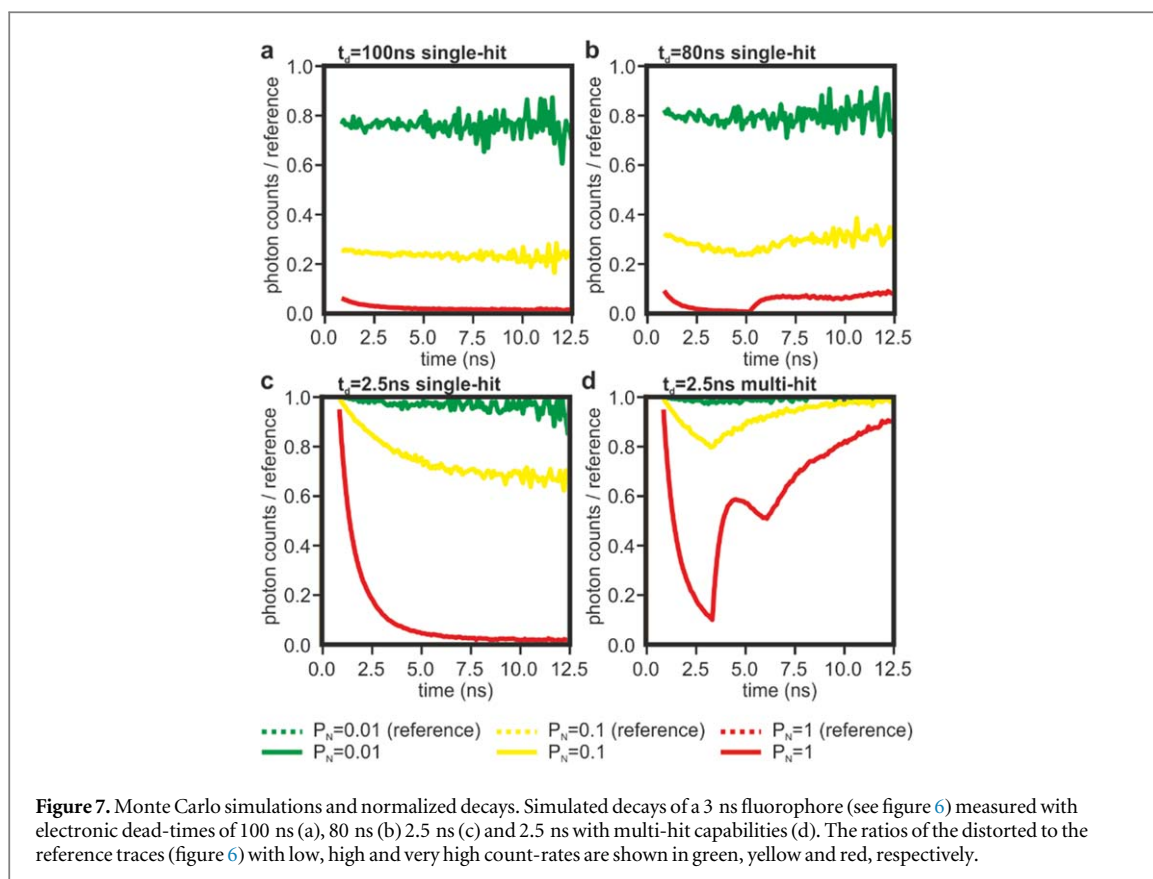 a t_d=100ns single-hit
b t_d=80ns single-hit
photon counts / reference
1.0
0.8
0.6
0.4
0.2
0.0
0.0 2.5 5.0 7.5 10.0 12.5
time (ns)
photon counts / reference
1.0
0.8
0.6
0.4
0.2
0.0
0.0 2.5 5.0 7.5 10.0 12.5
time (ns)
c t_d=2.5ns single-hit
d t_d=2.5ns multi-hit
photon counts / reference
1.0
0.8
0.6
0.4
0.2
0.0
0.0 2.5 5.0 7.5 10.0 12.5
time (ns)
photon counts / reference
1.0
0.8
0.6
0.4
0.2
0.0
0.0 2.5 5.0 7.5 10.0 12.5
time (ns)
P_N=0.01 (reference) P_N=0.1 (reference) P_N=1 (reference)
P_N=0.01 P_N=0.1 P_N=1
Figure 7. Monte Carlo simulations and normalized decays. Simulated decays of a 3 ns fluorophore (see figure 6) measured with
electronic dead-times of 100 ns (a), 80 ns (b) 2.5 ns (c) and 2.5 ns with multi-hit capabilities (d). The ratios of the distorted to the
reference traces (figure 6) with low, high and very high count-rates are shown in green, yellow and red, respectively.